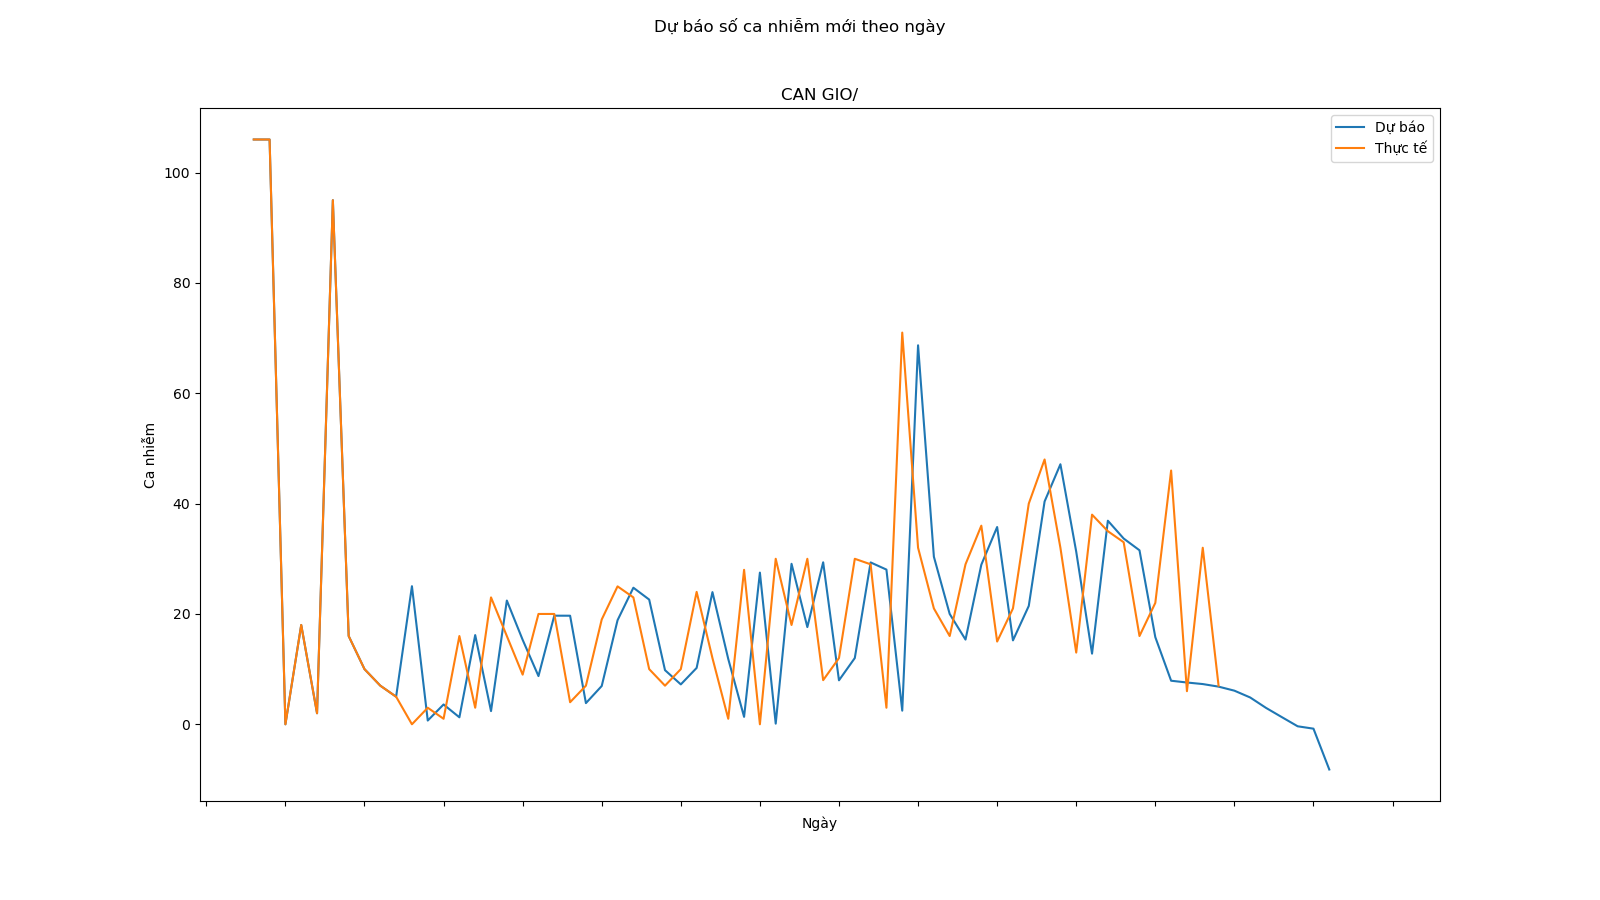 Dự báo số ca nhiễm mới theo ngày
CAN GIO/
Dự báo
Thực tế
100
80
60
40
20
0
Ca nhiễm
Ngày